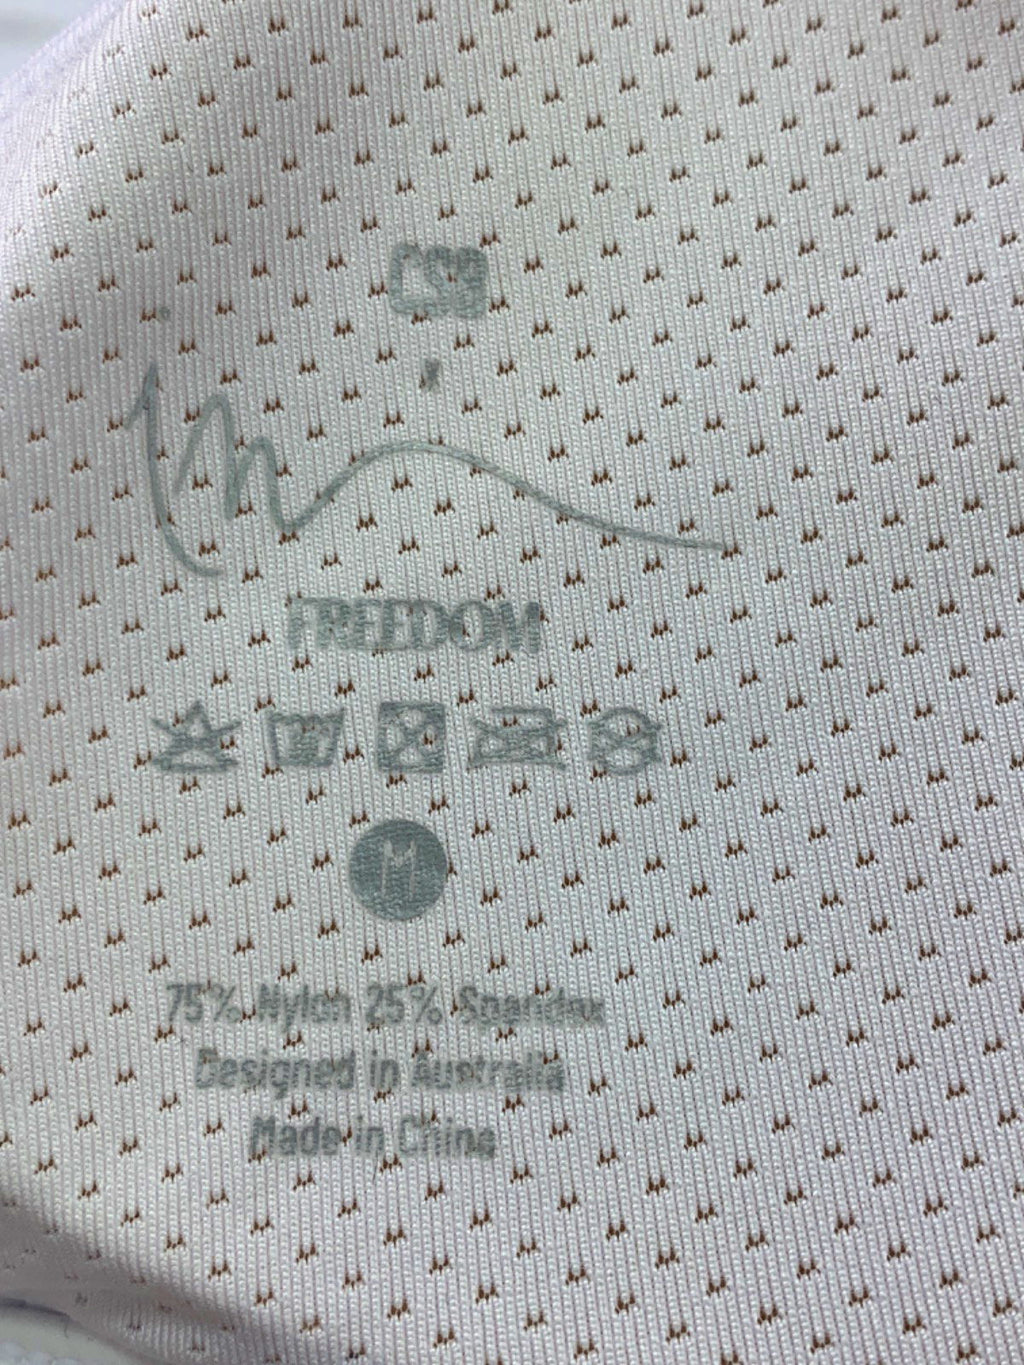 CSB
x
FREEDOM
M
75% Nylon 25% Spandex
Designed in Australia
Made in China